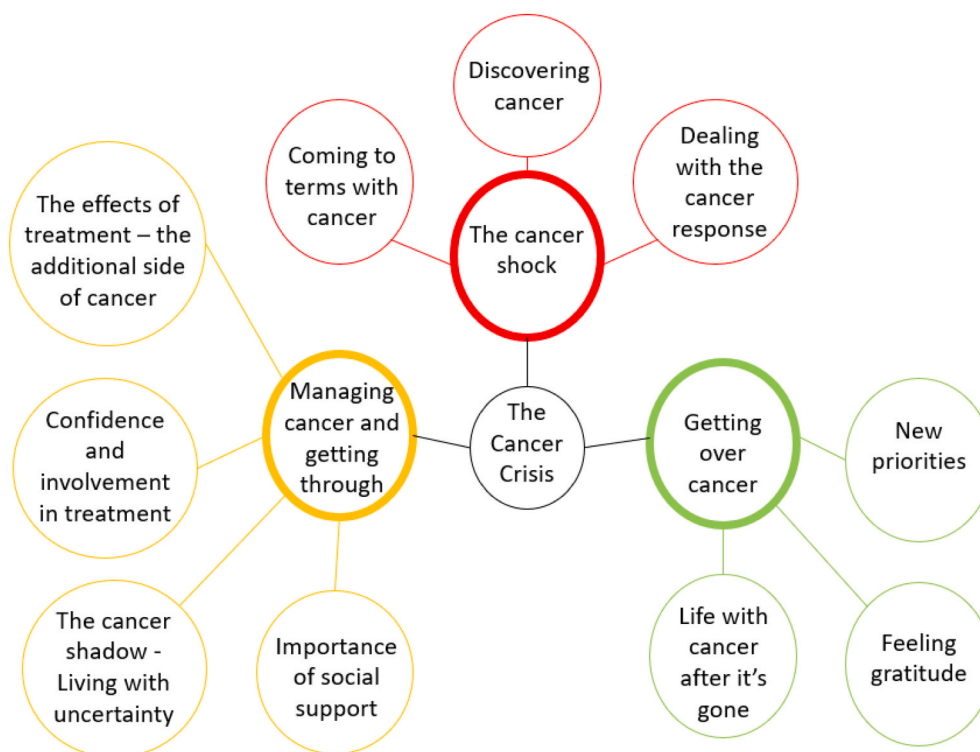 Discovering
cancer
Coming to
terms with
cancer
Dealing
with the
cancer
response
The cancer
shock
The effects of
treatment – the
additional side
of cancer
Managing
cancer and
getting
through
Confidence
and
involvement
in treatment
The cancer
shadow -
Living with
uncertainty
Importance
of social
support
The
Cancer
Crisis
Getting
over
cancer
New
priorities
Feeling
gratitude
Life with
cancer
after it’s
gone